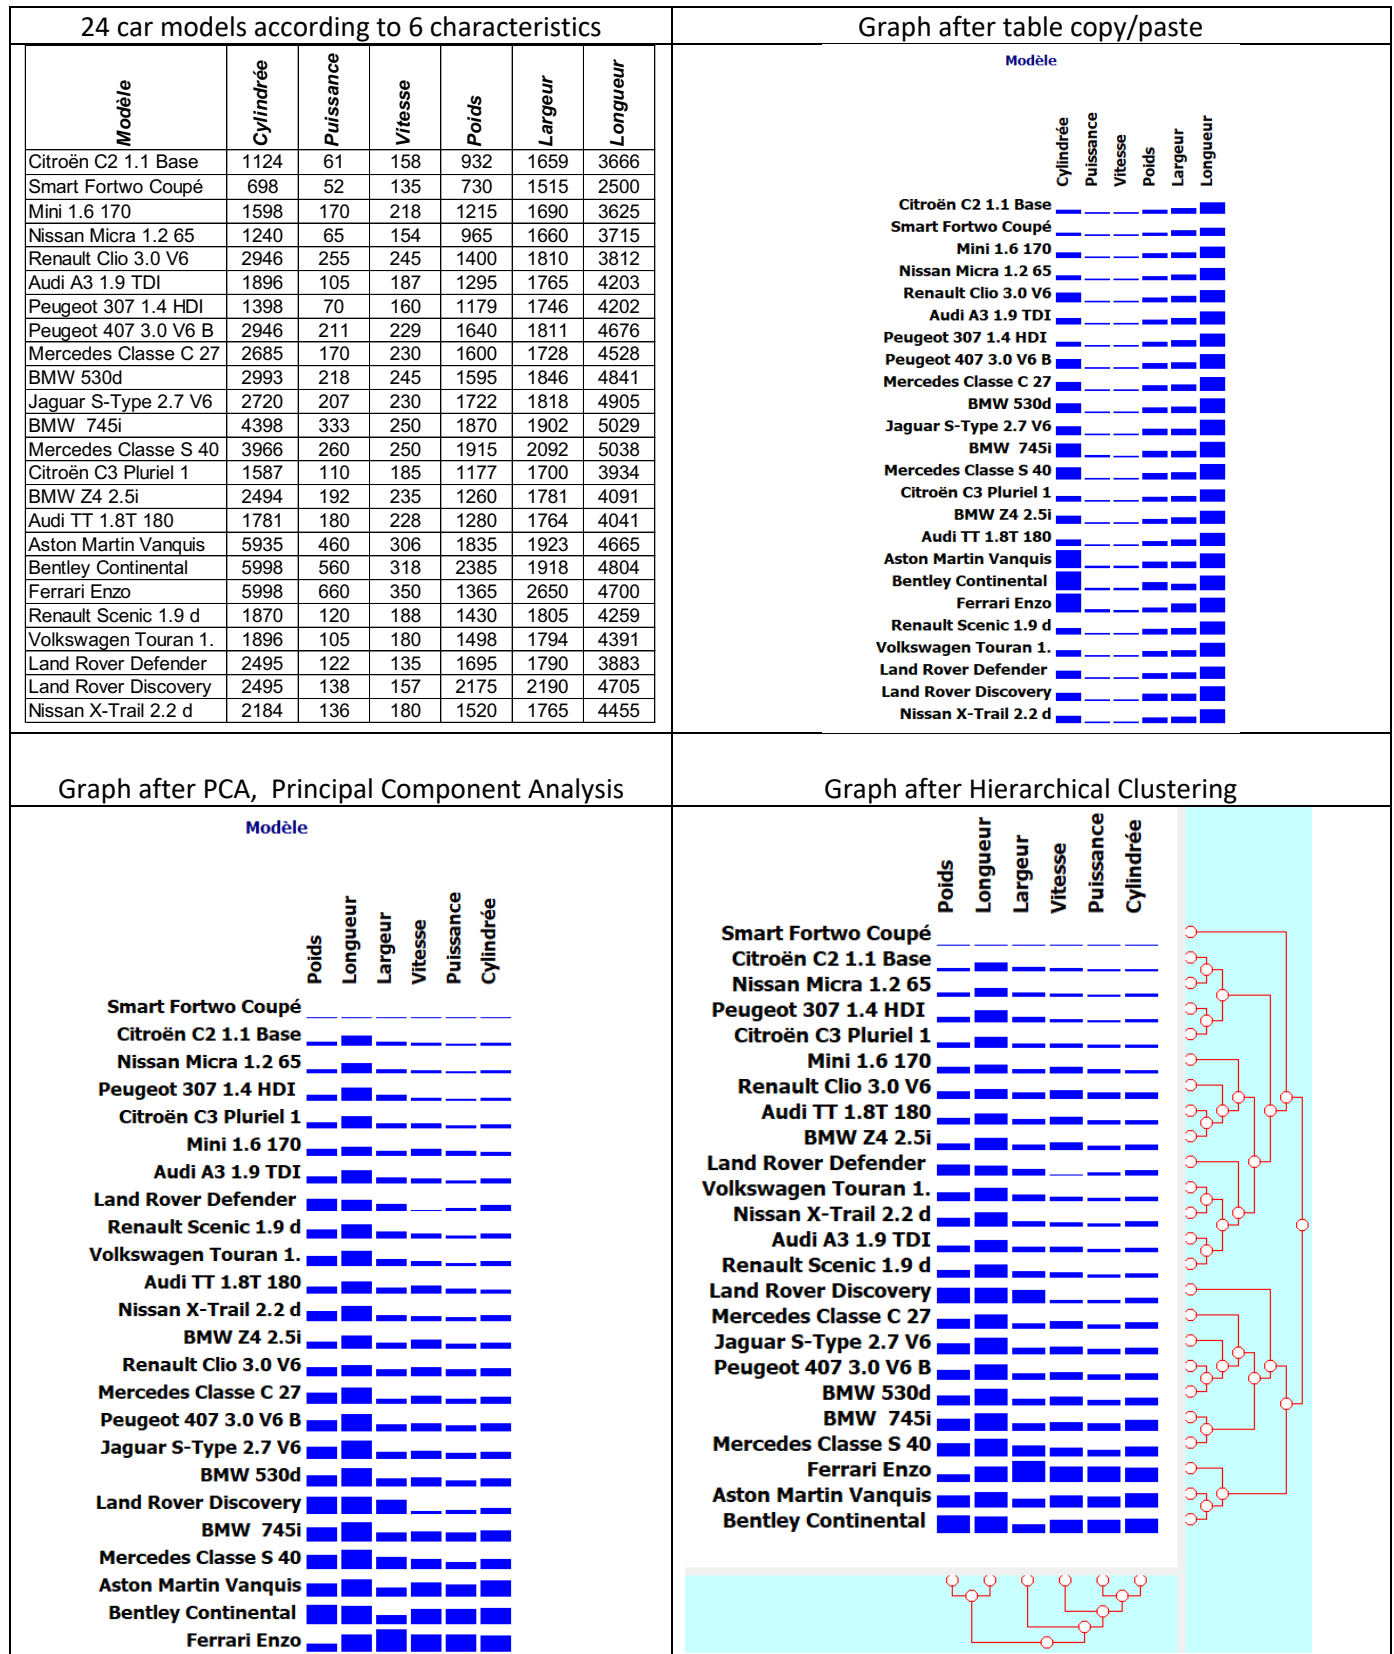 24 car models according to 6 characteristics
Modèle Cylindrée Puissance Vitesse Poids Largeur Longueur
Citroën C2 1.1 Base 1124 61 158 932 1659 3666
Smart Fortwo Coupé 698 52 135 730 1515 2500
Mini 1.6 170 1598 170 218 1215 1690 3625
Nissan Micra 1.2 65 1240 65 154 965 1660 3715
Renault Clio 3.0 V6 2946 255 245 1400 1810 3812
Audi A3 1.9 TDI 1896 105 187 1295 1765 4203
Peugeot 307 1.4 HDI 1398 70 160 1179 1746 4202
Peugeot 407 3.0 V6 B 2946 211 229 1640 1811 4676
Mercedes Classe C 27 2685 170 230 1600 1728 4528
BMW 530d 2993 218 245 1595 1846 4841
Jaguar S-Type 2.7 V6 2720 207 230 1722 1818 4905
BMW 745i 4398 333 250 1870 1902 5029
Mercedes Classe S 40 3966 260 250 1915 2092 5038
Citroën C3 Pluriel 1 1587 110 185 1177 1700 3934
BMW Z4 2.5i 2494 192 235 1260 1781 4091
Audi TT 1.8T 180 1781 180 228 1280 1764 4041
Aston Martin Vanquis 5935 460 306 1835 1923 4665
Bentley Continental 5998 560 318 2385 1918 4804
Ferrari Enzo 5998 660 350 1365 2650 4700
Renault Scenic 1.9 d 1870 120 188 1430 1805 4259
Volkswagen Touran 1. 1896 105 180 1498 1794 4391
Land Rover Defender 2495 122 135 1695 1790 3883
Land Rover Discovery 2495 138 157 2175 2190 4705
Nissan X-Trail 2.2 d 2184 136 180 1520 1765 4455
Graph after table copy/paste
Modèle
Cylindrée Puissance Vitesse Poids Largeur Longueur
Citroën C2 1.1 Base
Smart Fortwo Coupé
Mini 1.6 170
Nissan Micra 1.2 65
Renault Clio 3.0 V6
Audi A3 1.9 TDI
Peugeot 307 1.4 HDI
Peugeot 407 3.0 V6 B
Mercedes Classe C 27
BMW 530d
Jaguar S-Type 2.7 V6
BMW 745i
Mercedes Classe S 40
Citroën C3 Pluriel 1
BMW Z4 2.5i
Audi TT 1.8T 180
Aston Martin Vanquis
Bentley Continental
Ferrari Enzo
Renault Scenic 1.9 d
Volkswagen Touran 1.
Land Rover Defender
Land Rover Discovery
Nissan X-Trail 2.2 d
Graph after PCA, Principal Component Analysis
Modèle
Poids Longueur Largeur Vitesse Puissance Cylindrée
Smart Fortwo Coupé
Citroën C2 1.1 Base
Nissan Micra 1.2 65
Peugeot 307 1.4 HDI
Citroën C3 Pluriel 1
Mini 1.6 170
Audi A3 1.9 TDI
Land Rover Defender
Renault Scenic 1.9 d
Volkswagen Touran 1.
Audi TT 1.8T 180
Nissan X-Trail 2.2 d
BMW Z4 2.5i
Renault Clio 3.0 V6
Mercedes Classe C 27
Peugeot 407 3.0 V6 B
Jaguar S-Type 2.7 V6
BMW 530d
Land Rover Discovery
BMW 745i
Mercedes Classe S 40
Aston Martin Vanquis
Bentley Continental
Ferrari Enzo
Graph after Hierarchical Clustering
Poids Longueur Largeur Vitesse Puissance Cylindrée
Smart Fortwo Coupé
Citroën C2 1.1 Base
Nissan Micra 1.2 65
Peugeot 307 1.4 HDI
Citroën C3 Pluriel 1
Mini 1.6 170
Renault Clio 3.0 V6
Audi TT 1.8T 180
BMW Z4 2.5i
Land Rover Defender
Volkswagen Touran 1.
Nissan X-Trail 2.2 d
Audi A3 1.9 TDI
Renault Scenic 1.9 d
Land Rover Discovery
Mercedes Classe C 27
Jaguar S-Type 2.7 V6
Peugeot 407 3.0 V6 B
BMW 530d
BMW 745i
Mercedes Classe S 40
Ferrari Enzo
Aston Martin Vanquis
Bentley Continental